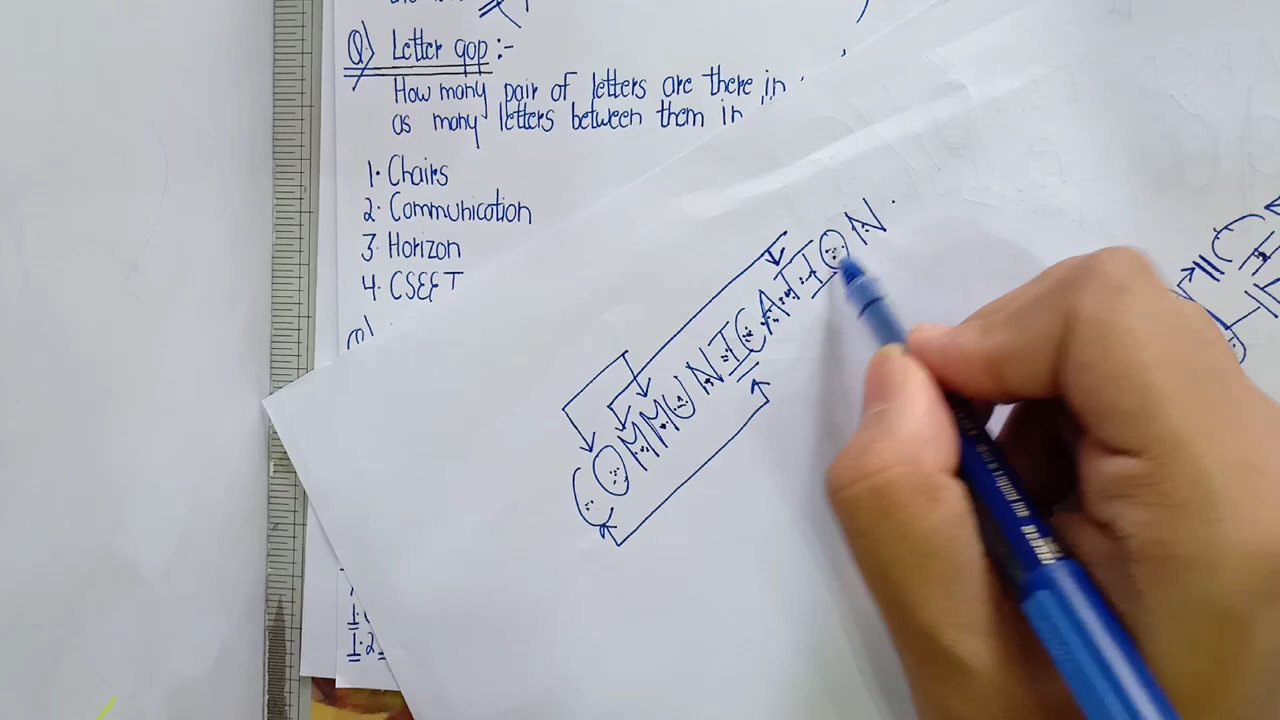 Q) Letter gap :-
How many pair of letters are there in
as many letters between them in
1. Chairs
2. Communication
3. Horizon
4. CSEET
COMMUNICATION.